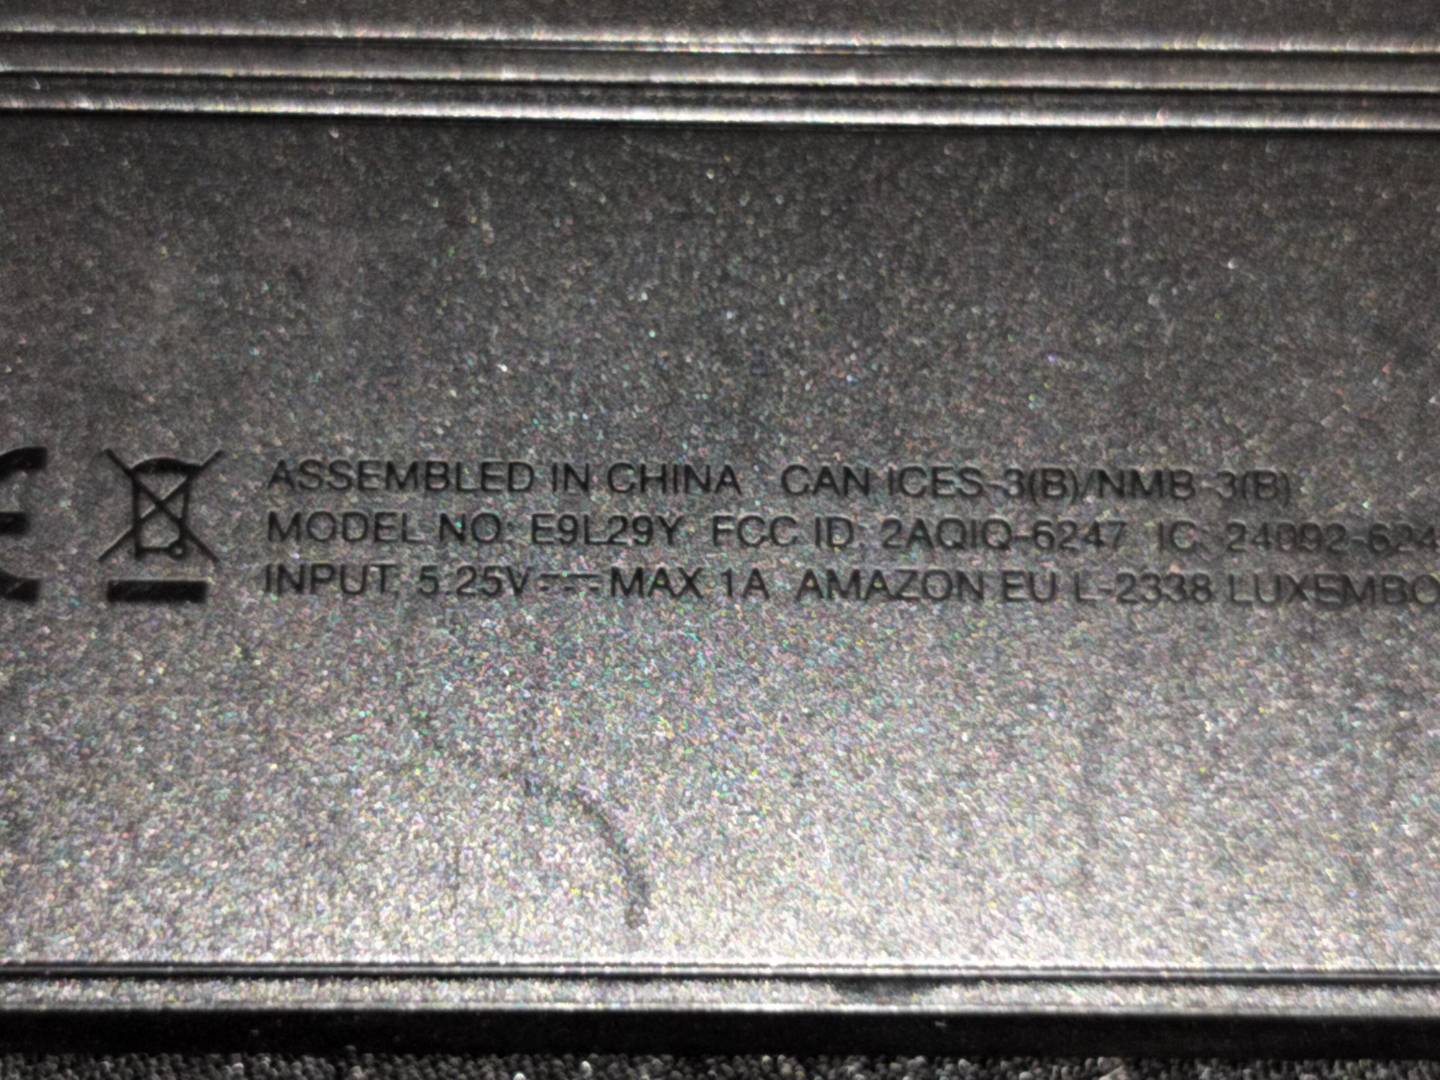 ASSEMBLED IN CHINA CAN ICES-3(B)/NMB-3(B)
MODEL NO: E9L29Y FCC ID: 2AQIQ-6247 IC: 24092-624
INPUT: 5.25V⎓MAX 1A AMAZON EU L-2338 LUXEMBO